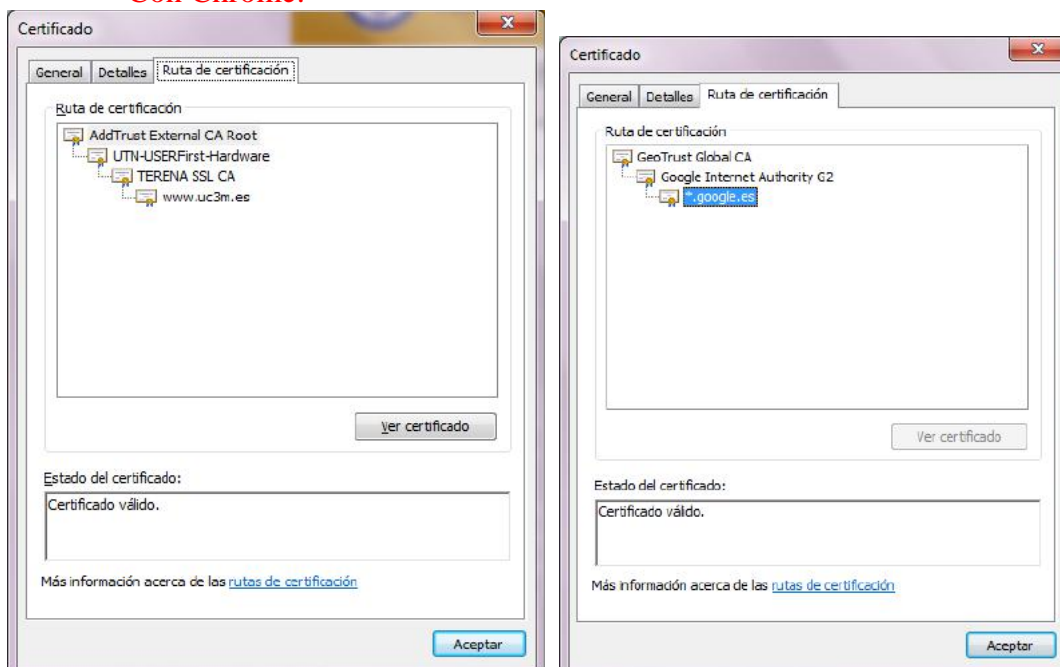 Con Chrome:
Certificado
General Detalles Ruta de certificación
Ruta de certificación
AddTrust External CA Root
UTN-USERFirst-Hardware
TERENA SSL CA
www.uc3m.es
Ver certificado
Estado del certificado:
Certificado válido.
Más información acerca de las rutas de certificación
Aceptar
Certificado
General Detalles Ruta de certificación
Ruta de certificación
GeoTrust Global CA
Google Internet Authority G2
*.google.es
Ver certificado
Estado del certificado:
Certificado válido.
Más información acerca de las rutas de certificación
Aceptar